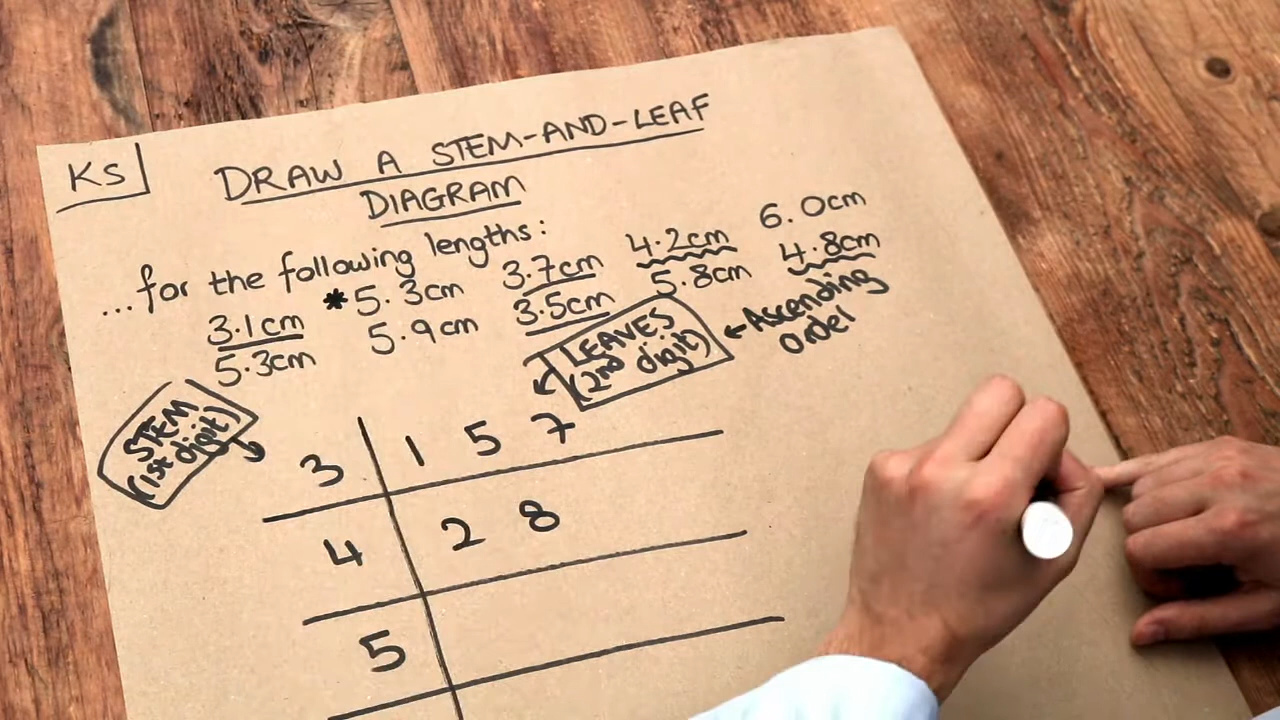 KS
DRAW A STEM-AND-LEAF
DIAGRAM
...for the following lengths:
3.1cm *5.3cm 3.7cm 4.2cm 6.0cm
5.3cm 5.9cm 3.5cm 5.8cm 4.8cm
LEAVES
(2nd digit)
←Ascending
order
STEM
(1st digit)
3 1 5 7
4 2 8
5